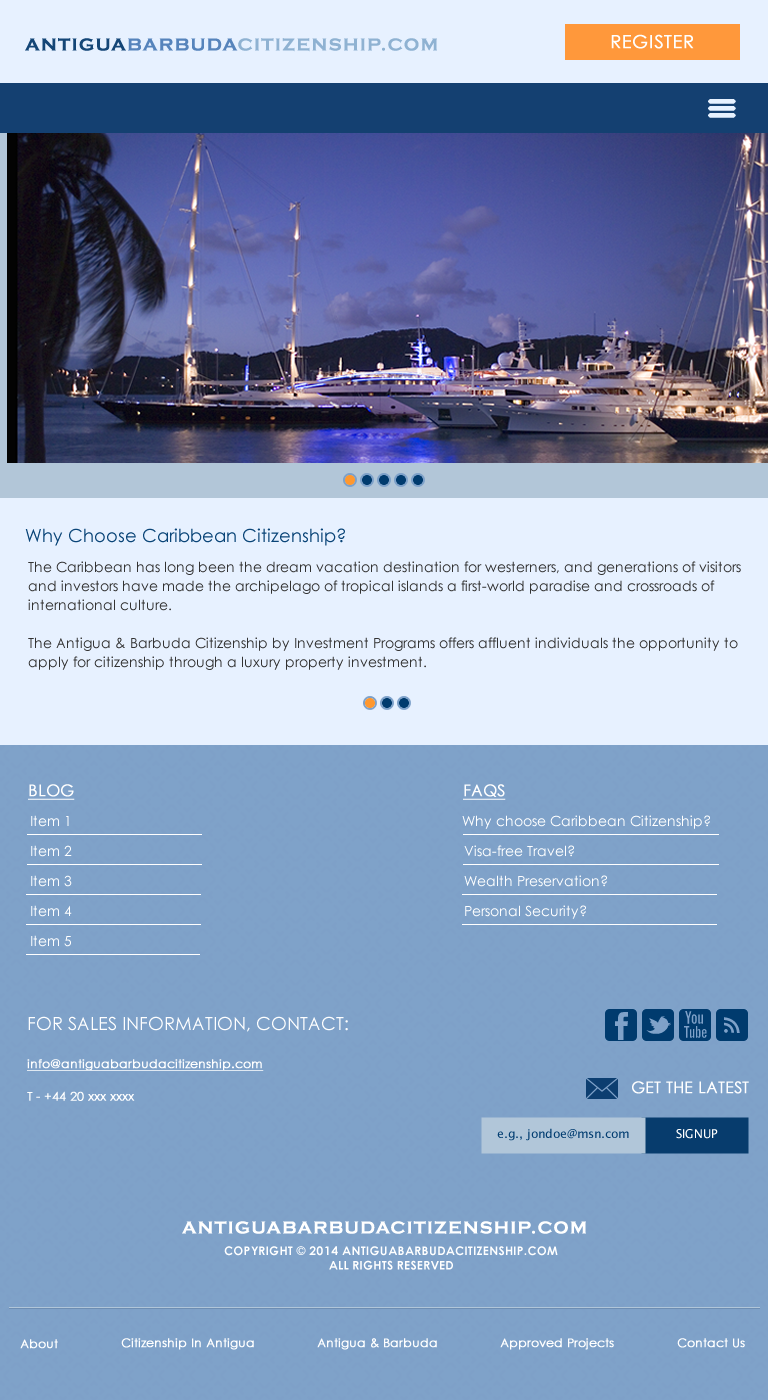 ANTIGUABARBUDACITIZENSHIP.COM
REGISTER
Why Choose Caribbean Citizenship?
The Caribbean has long been the dream vacation destination for westerners, and generations of visitors
and investors have made the archipelago of tropical islands a first-world paradise and crossroads of
international culture.
The Antigua & Barbuda Citizenship by Investment Programs offers affluent individuals the opportunity to
apply for citizenship through a luxury property investment.
BLOG
Item 1
Item 2
Item 3
Item 4
Item 5
FAQS
Why choose Caribbean Citizenship?
Visa-free Travel?
Wealth Preservation?
Personal Security?
FOR SALES INFORMATION, CONTACT:
info@antiguabarbudacitizenship.com
T - +44 20 xxx xxxx
You
Tube
GET THE LATEST
e.g., jondoe@msn.com
SIGNUP
ANTIGUABARBUDACITIZENSHIP.COM
COPYRIGHT © 2014 ANTIGUABARBUDACITIZENSHIP.COM
ALL RIGHTS RESERVED
About
Citizenship In Antigua
Antigua & Barbuda
Approved Projects
Contact Us